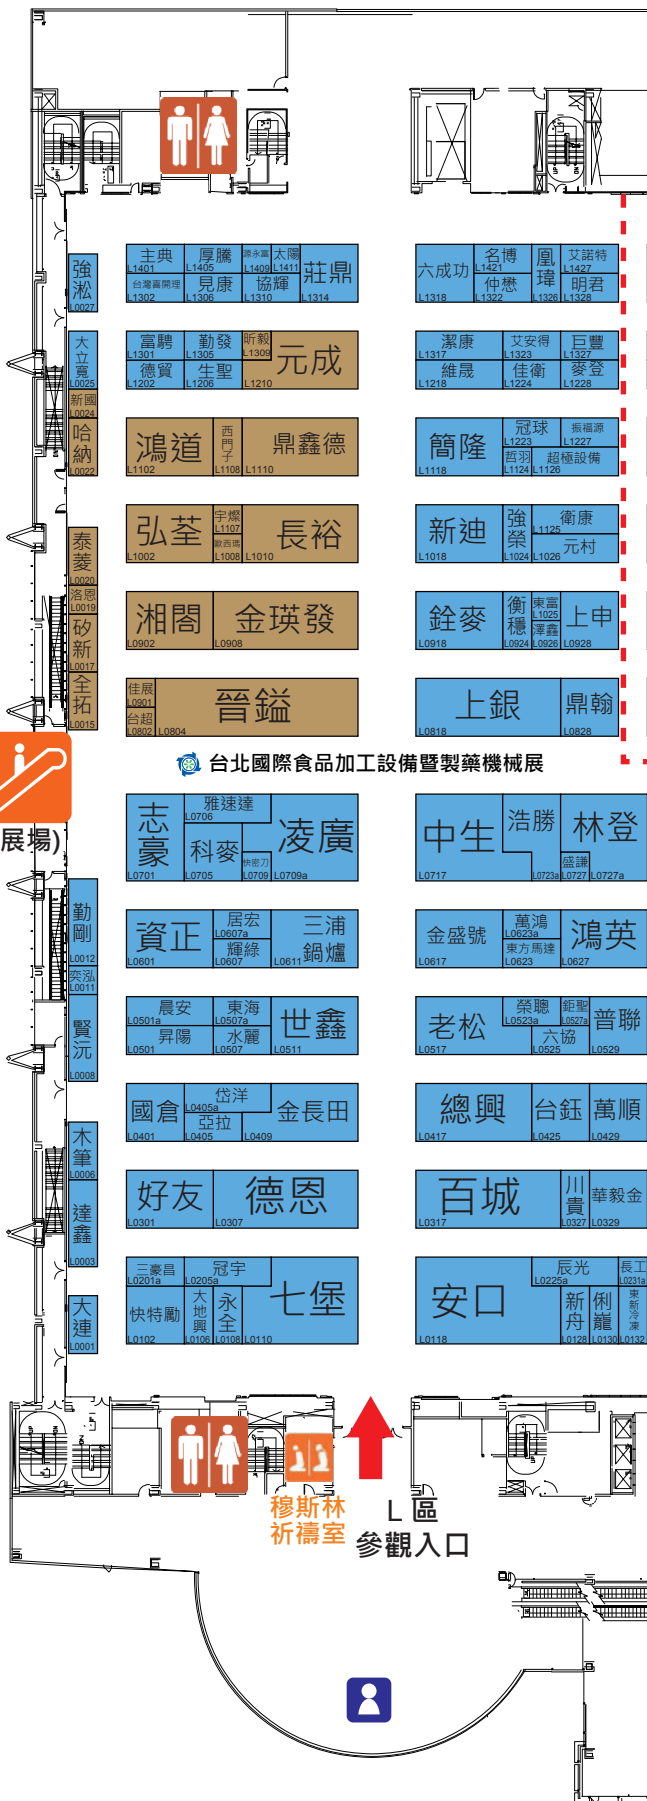 強淞
L0027
主典
L1401
厚騰
L1405
源永富
L1409
太陽
L1411
莊鼎
L1314
台灣喜開理
L1302
見康
L1306
協輝
L1310
六成功
L1318
名博
L1421
凰瑋
L1326
艾諾特
L1427
仲懋
L1322
明君
L1328
大立寬
L0025
新國
L0024
哈納
L0022
富騁
L1301
勤發
L1305
昕毅
L1309
元成
L1210
德貿
L1202
生聖
L1206
潔康
L1317
艾安得
L1323
巨豐
L1327
維晟
L1218
佳衛
L1224
麥登
L1228
鴻道
L1102
西門子
L1108
鼎鑫德
L1110
簡隆
L1118
冠球
L1223
振福源
L1227
哲羽
L1124
超極設備
L1126
泰菱
L0020
洛恩
L0019
矽新
L0017
全拓
L0015
弘荃
L1002
宇燦
L1107
歐西瑪
L1008
長裕
L1010
新迪
L1018
強榮
L1024
衛康
L1125
元村
L1026
湘閣
L0902
金瑛發
L0908
銓麥
L0918
衡穩
L0924
東富
L1025
澤鑫
L0926
上申
L0928
佳展
L0901
台超
L0802
晉鎰
L0804
上銀
L0818
鼎翰
L0828
台北國際食品加工設備暨製藥機械展
展場)
志豪
L0701
雅速達
L0706
科麥
L0705
快密刀
L0709
凌廣
L0709a
中生
L0717
浩勝
L0723a
盛謙
L0727
林登
L0727a
勤剛
L0012
奕泓
L0011
賢沅
L0008
資正
L0601
居宏
L0607a
輝綠
L0607
三浦
鍋爐
L0611
金盛號
L0617
萬鴻
L0623a
東方馬達
L0623
鴻英
L0627
晨安
L0501a
東海
L0507a
世鑫
L0511
昇陽
L0501
水麗
L0507
老松
L0517
榮聰
L0523a
鉅聖
L0527a
普聯
L0529
六協
L0525
木筆
L0006
達鑫
L0003
國倉
L0401
岱洋
L0405a
亞拉
L0405
金長田
L0409
總興
L0417
台鈺
L0425
萬順
L0429
好友
L0301
德恩
L0307
百城
L0317
川貴
L0327
華毅金
L0329
大連
L0001
三豪昌
L0201a
冠宇
L0205a
七堡
L0110
快特勵
L0102
大地興
L0106
永全
L0108
安口
L0118
辰光
L0225a
長工
L0231a
新舟
L0128
俐龍
L0130
東新冷凍
L0132
穆斯林
祈禱室
L 區
參觀入口